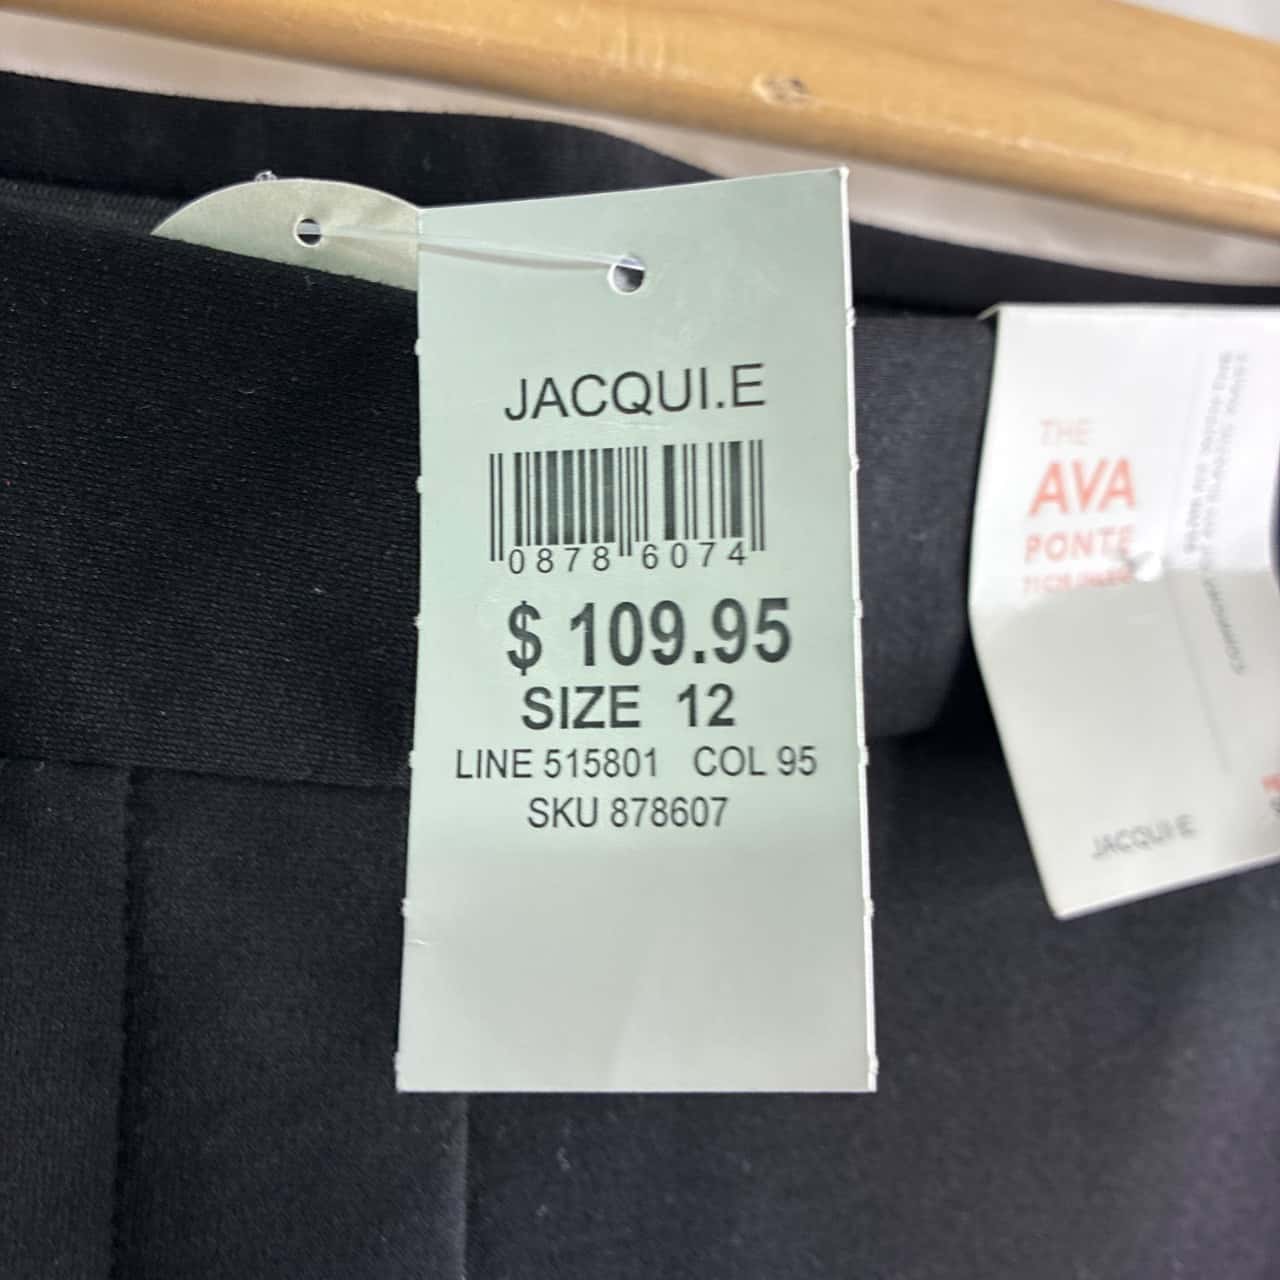 JACQUI.E
0878 6074
$ 109.95
SIZE 12
LINE 515801 COL 95
SKU 878607
THE
AVA
PONTE
JACQUI·E